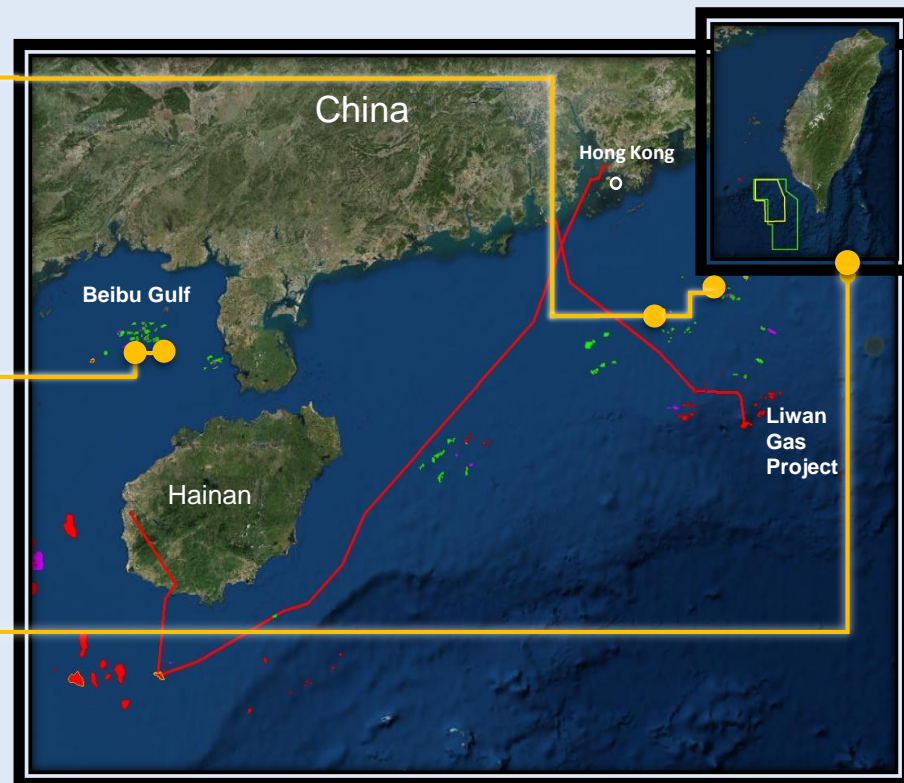 China
Hong Kong
Beibu Gulf
Liwan
Gas
Project
Hainan